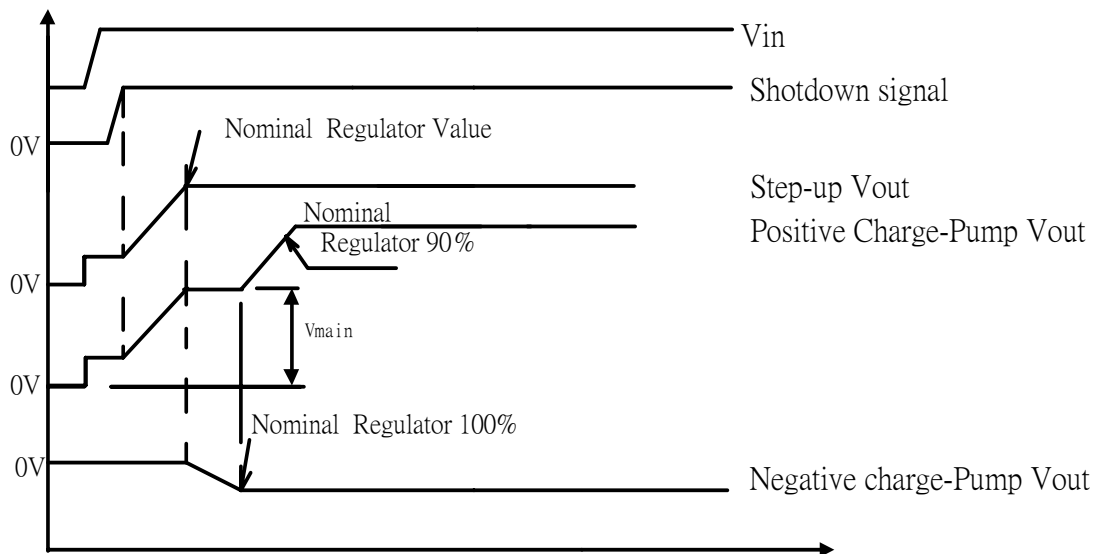 Vin
Shotdown signal
0V
Nominal Regulator Value
Step-up Vout
Nominal
Regulator 90%
Positive Charge-Pump Vout
0V
Vmain
0V
Nominal Regulator 100%
0V
Negative charge-Pump Vout